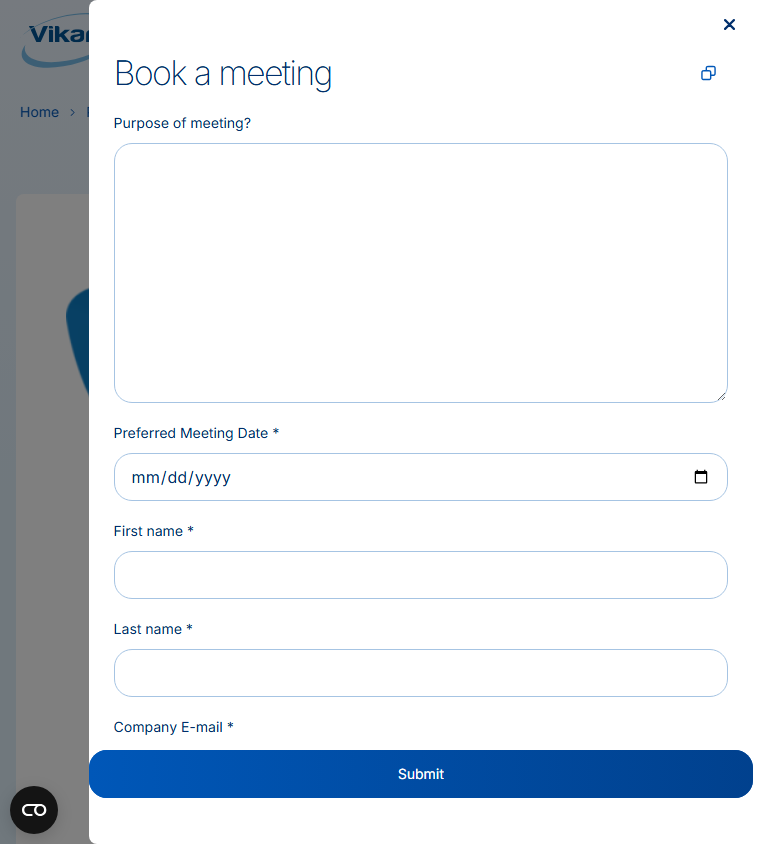 Book a meeting
Purpose of meeting?
Home
Preferred Meeting Date *
mm/dd/yyyy
First name *
Last name *
Company E-mail *
Submit